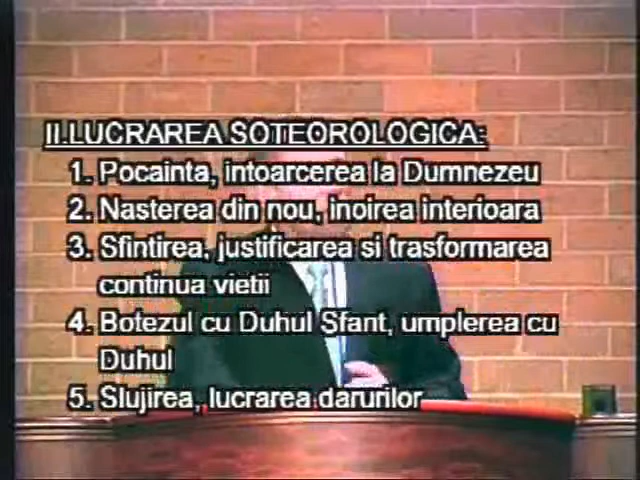 II.LUCRAREA SOTEOROLOGICA:
1. Pocainta, intoarcerea la Dumnezeu
2. Nasterea din nou, inoirea interioara
3. Sfintirea, justificarea si trasformarea
continua vietii
4. Botezul cu Duhul Sfant, umplerea cu
Duhul
5. Slujirea, lucrarea darurilor